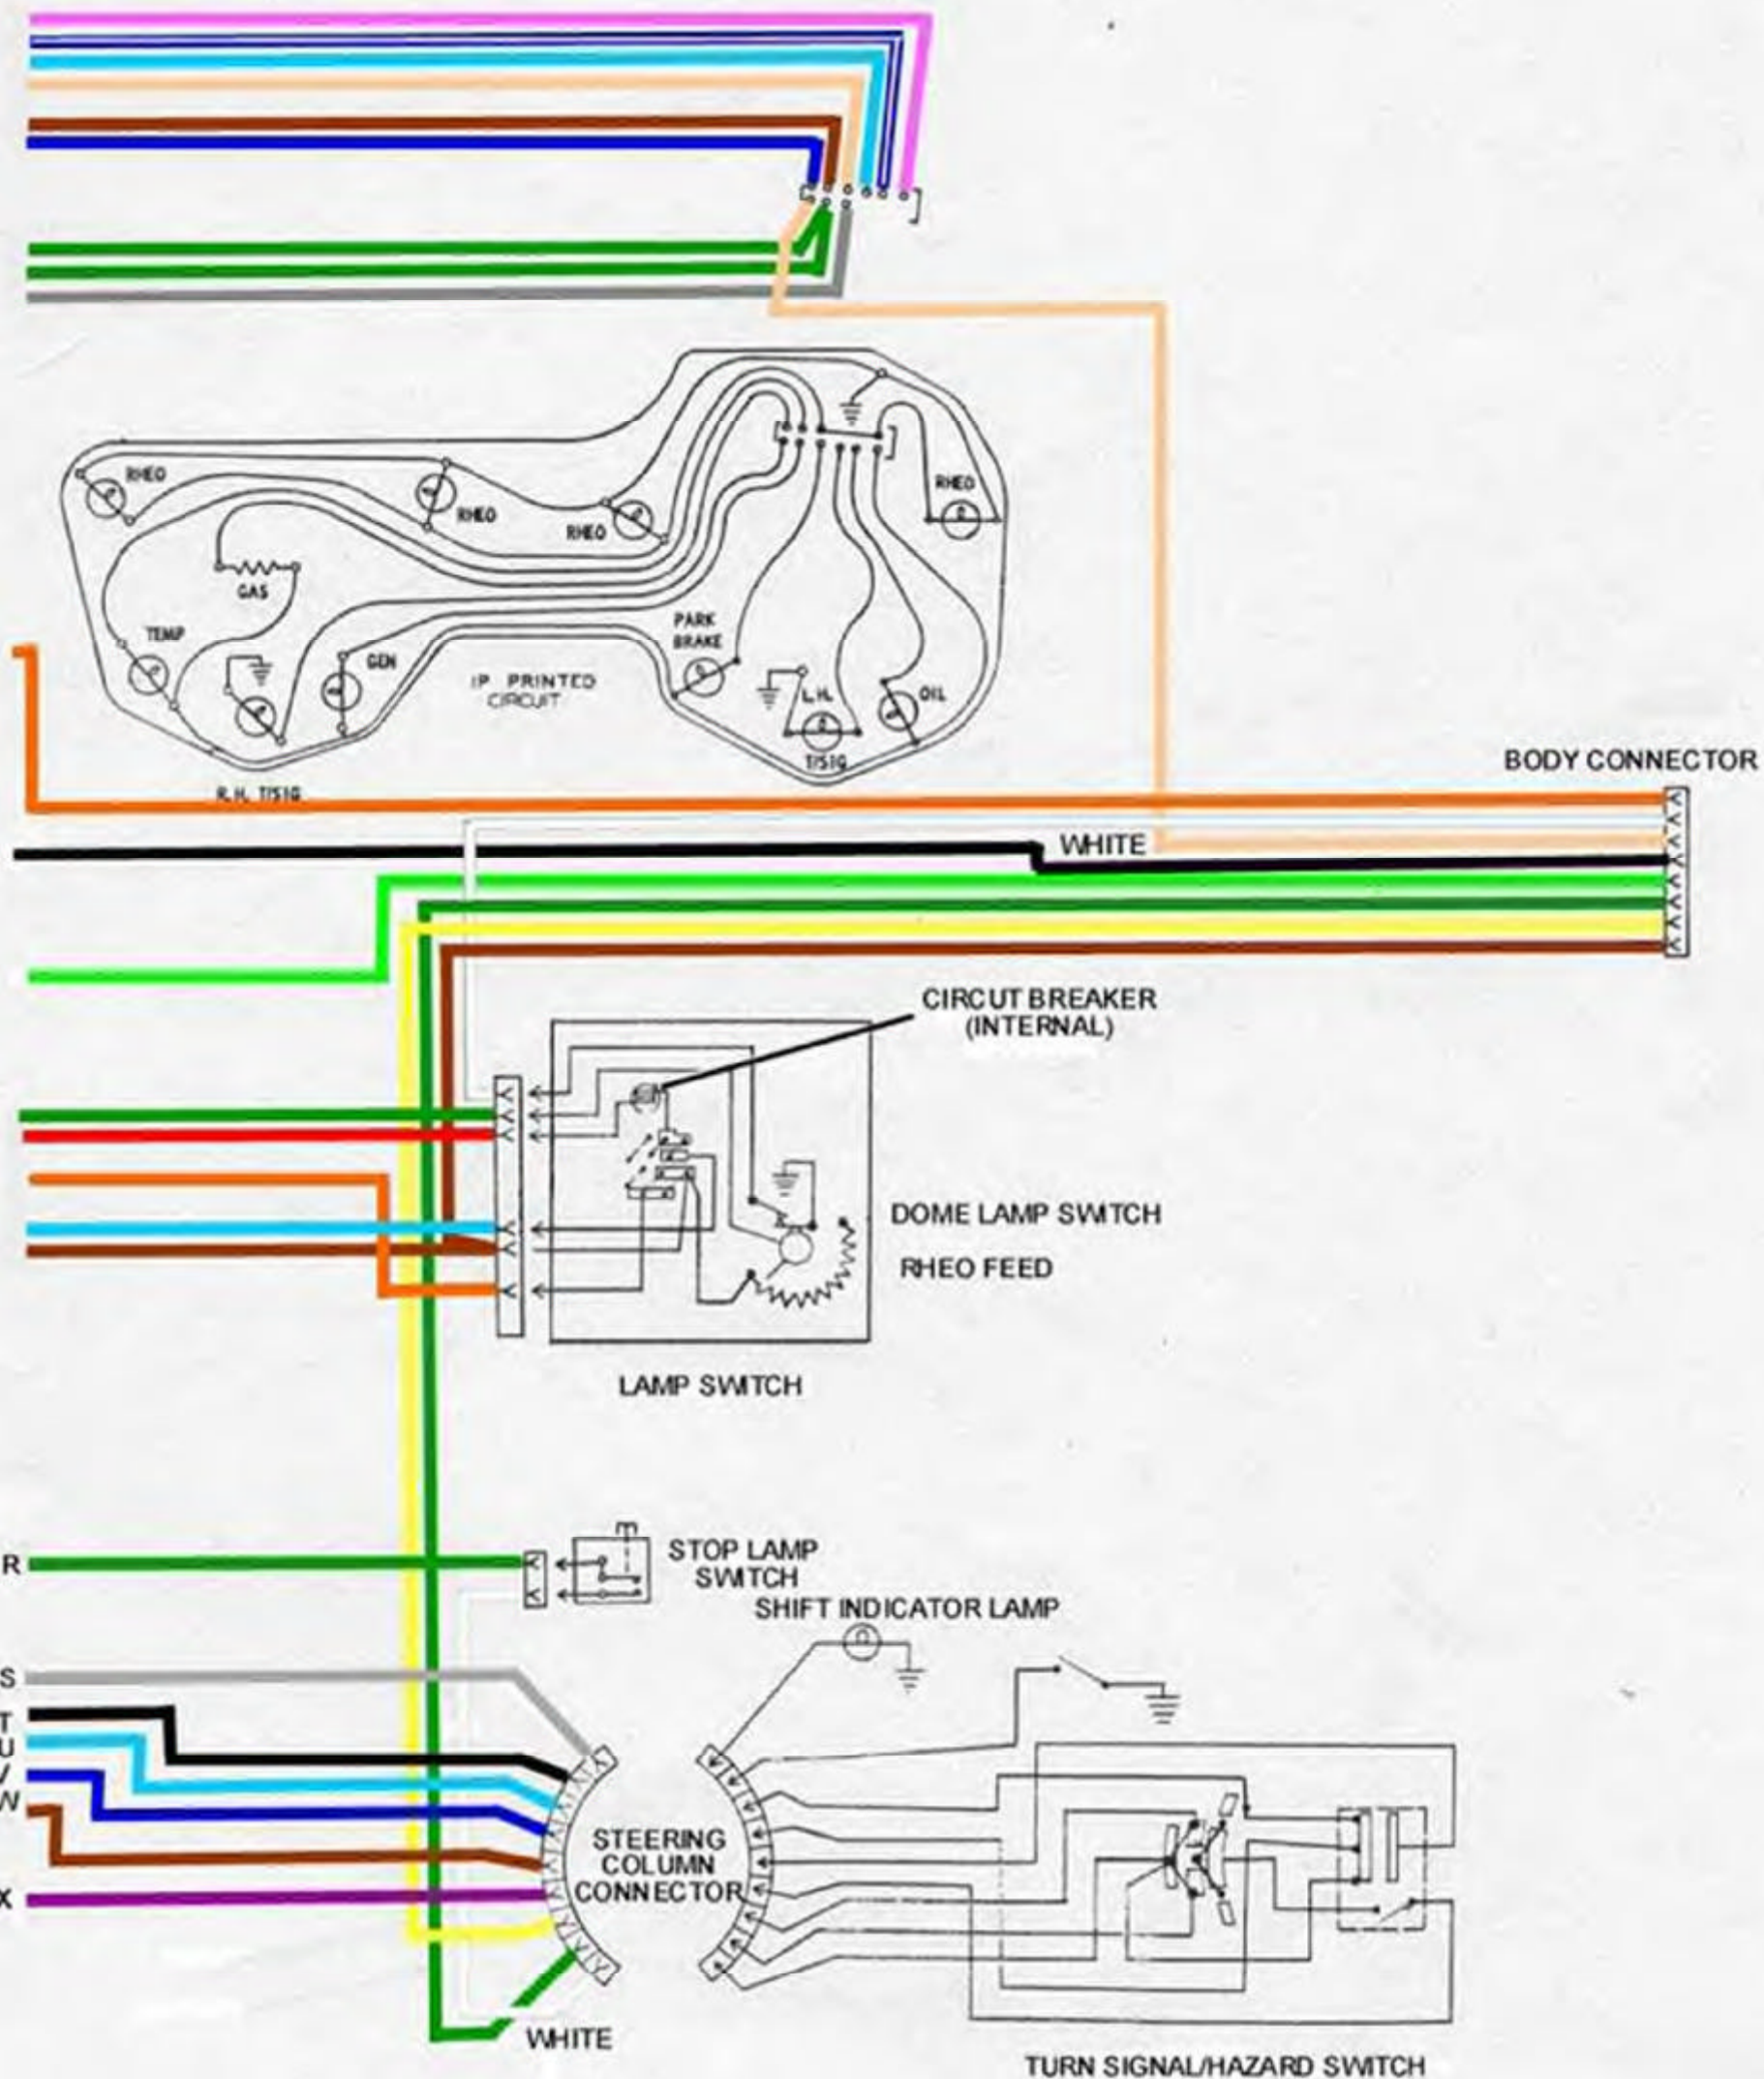 RHEO
RHEO
RHEO
RHEO
GAS
TEMP
GEN
PARK
BRAKE
IP PRINTED
CIRCUIT
L.H.
T/SIG
OIL
R.H. T/SIG
BODY CONNECTOR
WHITE
CIRCUT BREAKER
(INTERNAL)
DOME LAMP SWITCH
RHEO FEED
LAMP SWITCH
R
STOP LAMP
SWITCH
SHIFT INDICATOR LAMP
S
T
U
V
W
X
STEERING
COLUMN
CONNECTOR
WHITE
TURN SIGNAL/HAZARD SWITCH